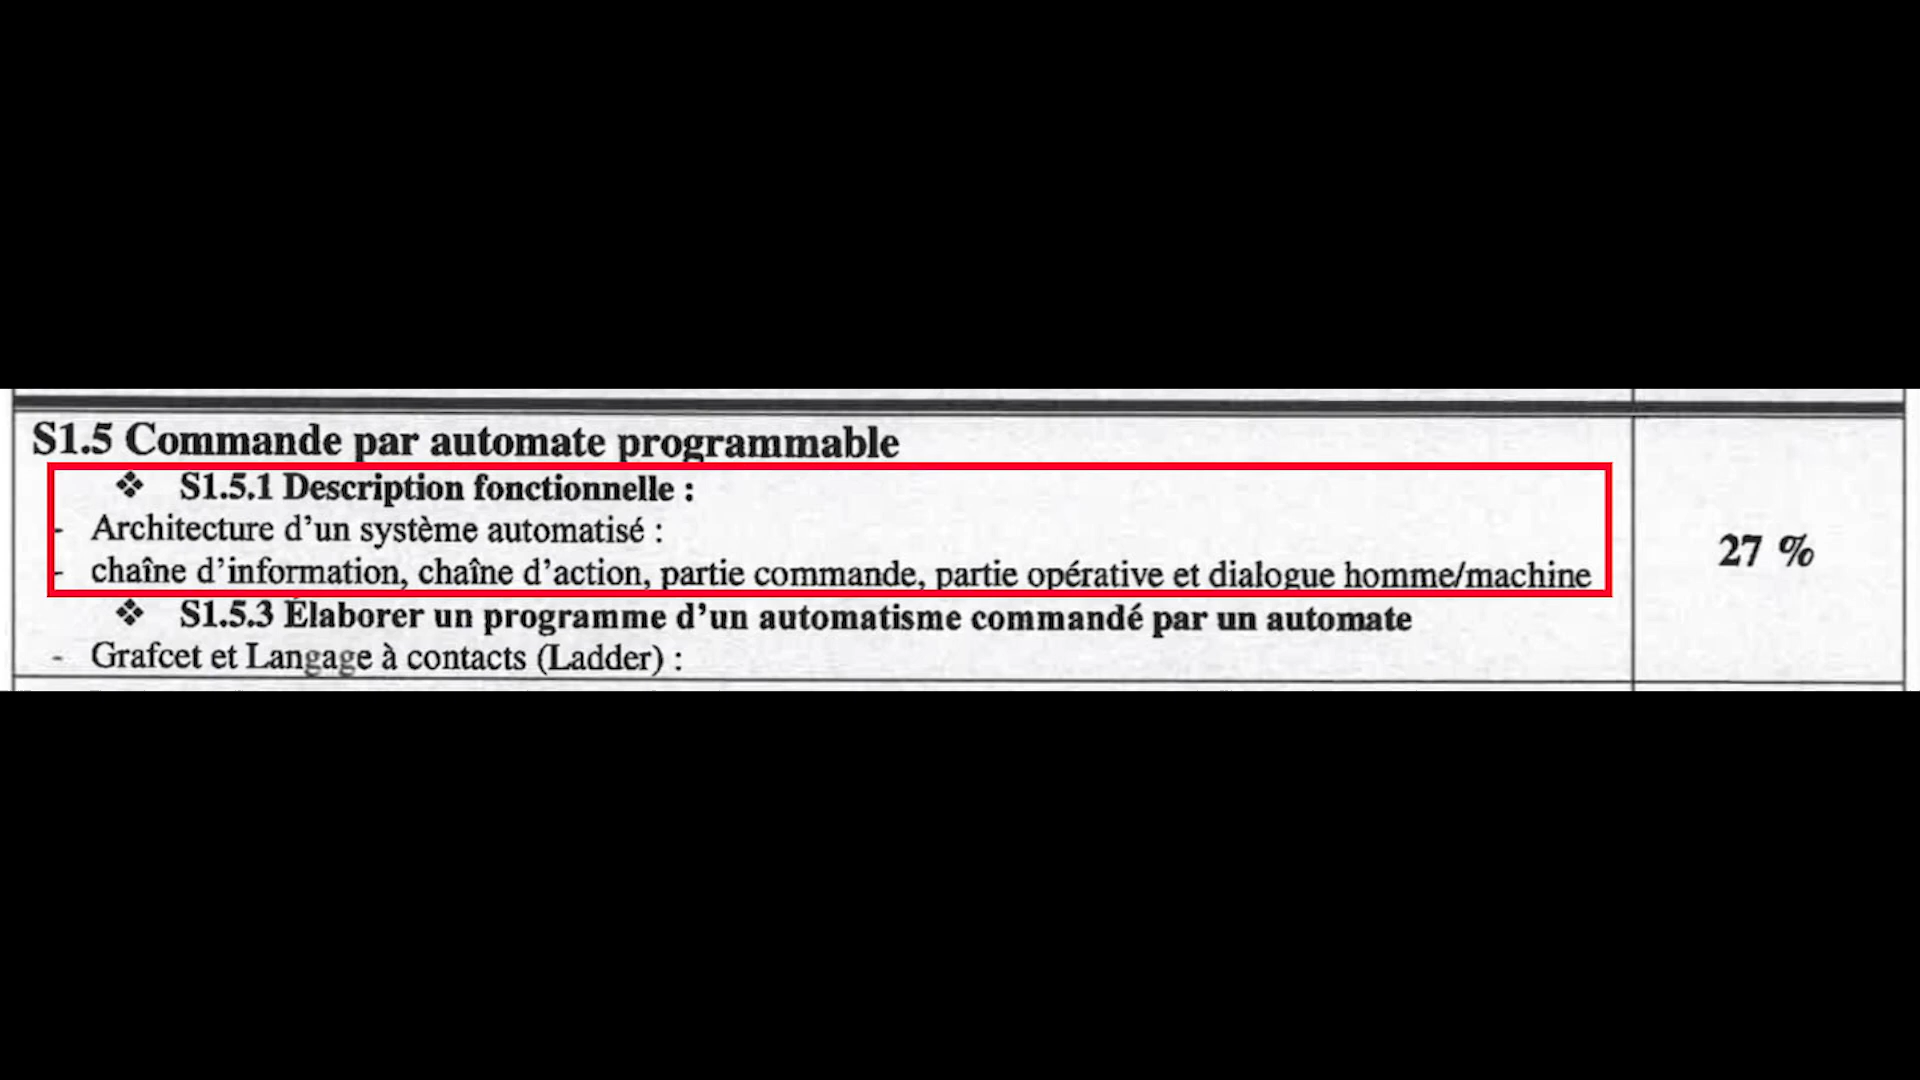 S1.5 Commande par automate programmable
❖ S1.5.1 Description fonctionnelle :
- Architecture d'un système automatisé :
- chaîne d'information, chaîne d'action, partie commande, partie opérative et dialogue homme/machine
27 %
❖ S1.5.3 Élaborer un programme d'un automatisme commandé par un automate
- Grafcet et Langage à contacts (Ladder) :